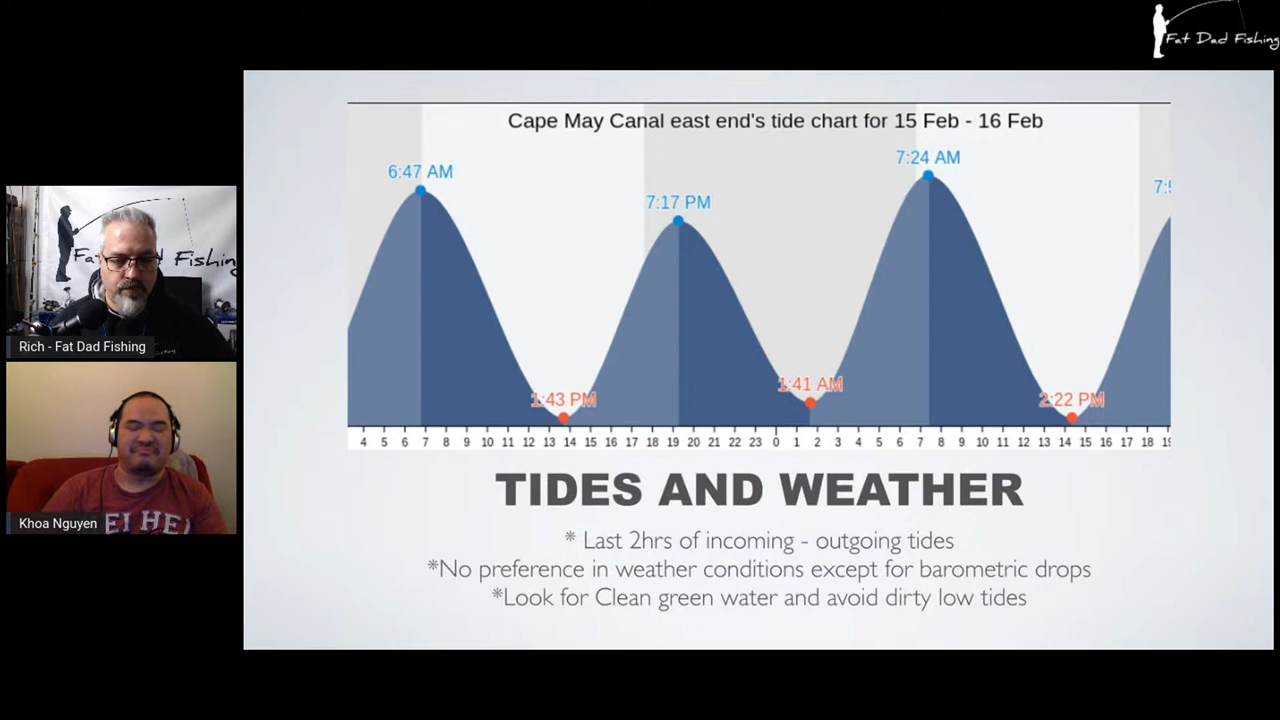 Fat Dad Fishing
Cape May Canal east end's tide chart for 15 Feb - 16 Feb
6:47 AM
7:17 PM
7:24 AM
1:43 PM
1:41 AM
2:22 PM
4 5 6 7 8 9 10 11 12 13 14 15 16 17 18 19 20 21 22 23 0 1 2 3 4 5 6 7 8 9 10 11 12 13 14 15 16 17 18
TIDES AND WEATHER
* Last 2hrs of incoming - outgoing tides
*No preference in weather conditions except for barometric drops
*Look for Clean green water and avoid dirty low tides
Fat Dad Fishing
Rich - Fat Dad Fishing
EI HEI
Khoa Nguyen